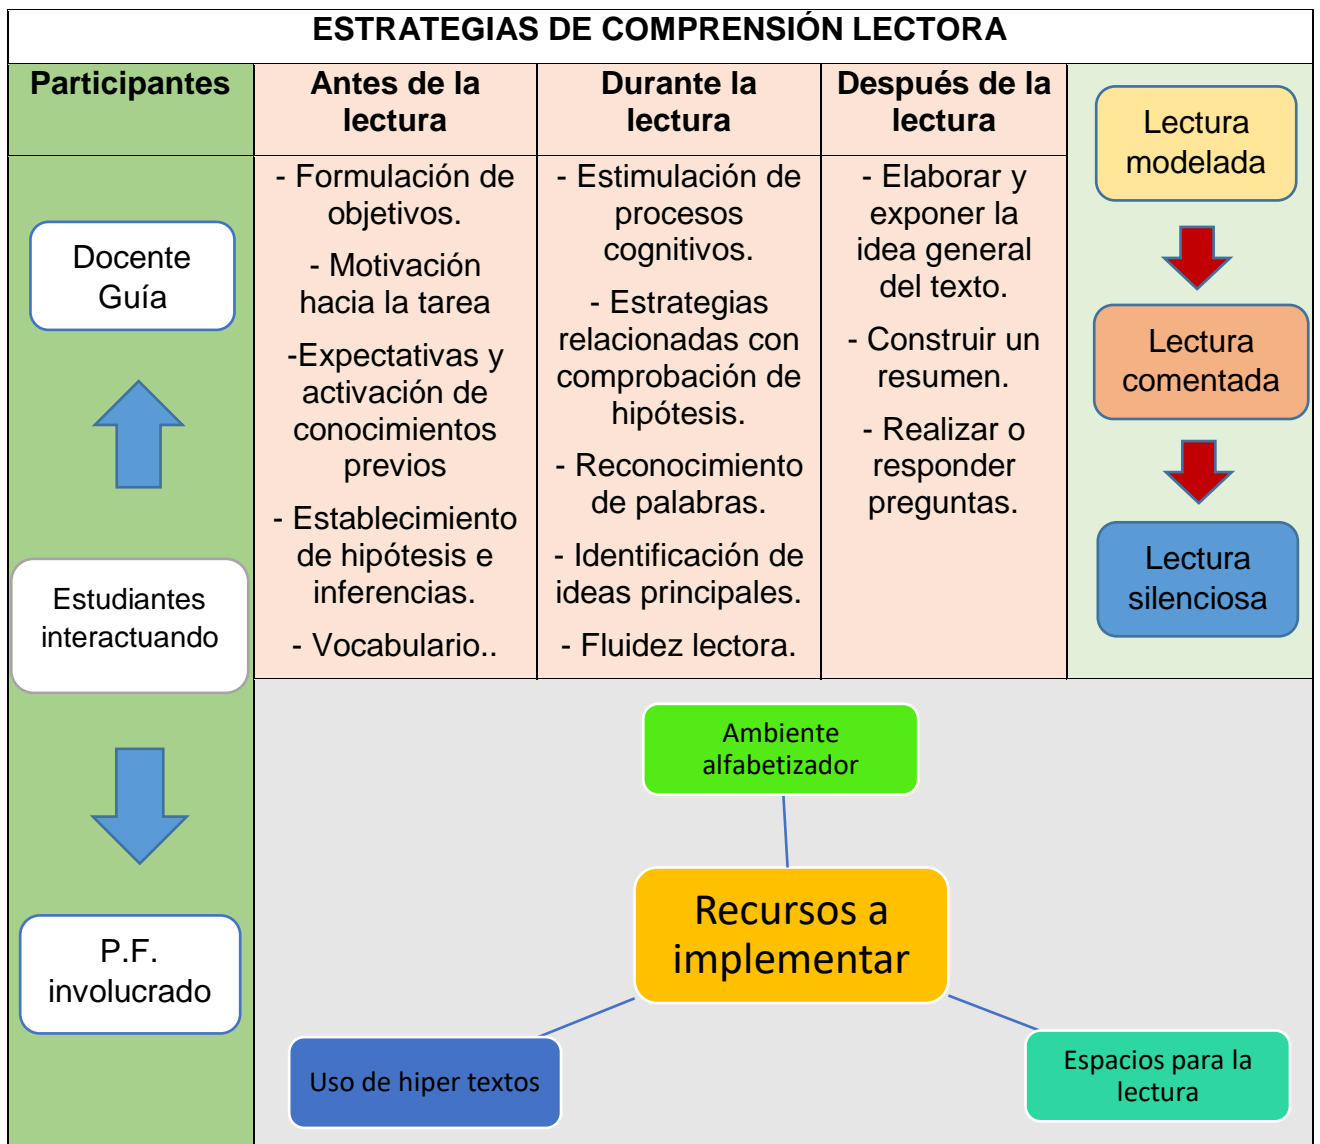 ESTRATEGIAS DE COMPRENSIÓN LECTORA
Participantes
Docente
Guía
Estudiantes
interactuando
P.F.
involucrado
Antes de la
lectura
- Formulación de
objetivos.
- Motivación
hacia la tarea
-Expectativas y
activación de
conocimientos
previos
- Establecimiento
de hipótesis e
inferencias.
- Vocabulario..
Durante la
lectura
- Estimulación de
procesos
cognitivos.
- Estrategias
relacionadas con
comprobación de
hipótesis.
- Reconocimiento
de palabras.
- Identificación de
ideas principales.
- Fluidez lectora.
Después de la
lectura
- Elaborar y
exponer la
idea general
del texto.
- Construir un
resumen.
- Realizar o
responder
preguntas.
Lectura
modelada
Lectura
comentada
Lectura
silenciosa
Ambiente
alfabetizador
Recursos a
implementar
Uso de hiper textos
Espacios para la
lectura